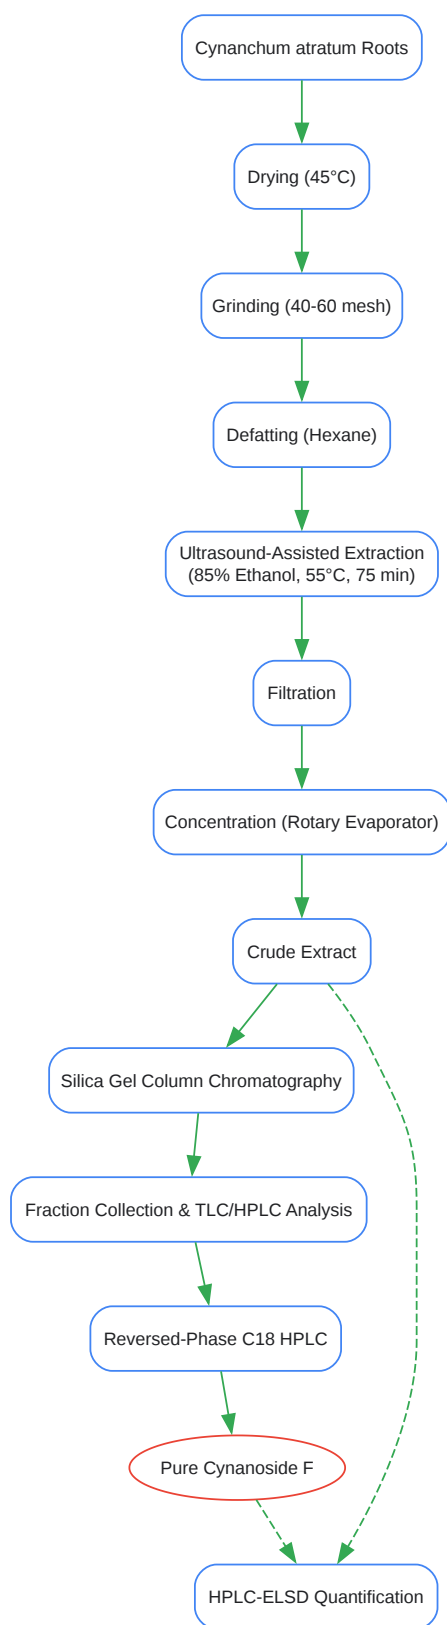 Cynanchum atratum Roots
Drying (45°C)
Grinding (40-60 mesh)
Defatting (Hexane)
Ultrasound-Assisted Extraction
(85% Ethanol, 55°C, 75 min)
Filtration
Concentration (Rotary Evaporator)
Crude Extract
Silica Gel Column Chromatography
Fraction Collection & TLC/HPLC Analysis
Reversed-Phase C18 HPLC
Pure Cynanoside F
HPLC-ELSD Quantification